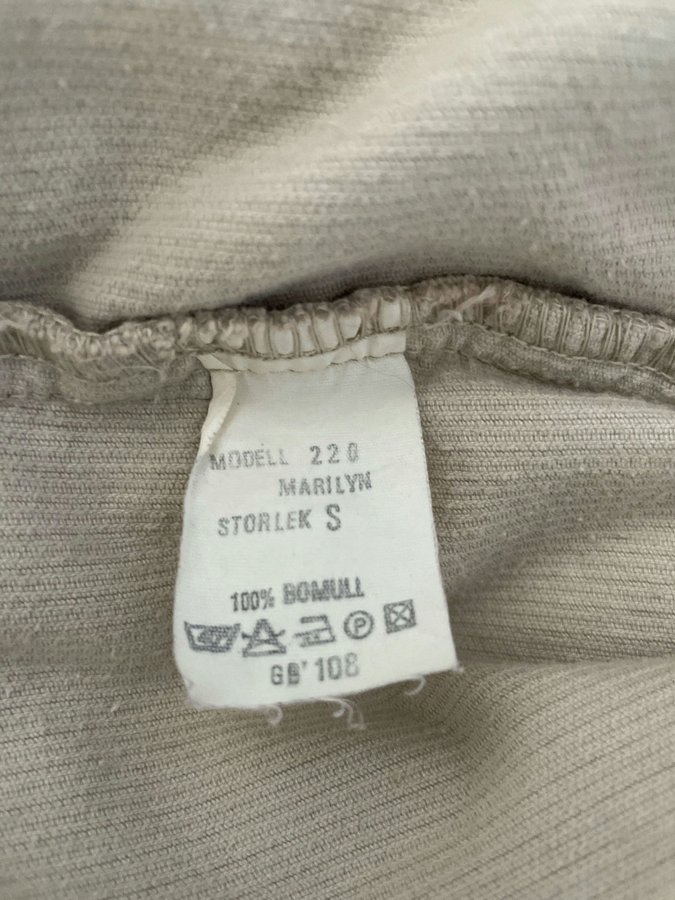 MODELL 220
MARILYN
STORLEK S
100% BOMULL
P
GB' 108